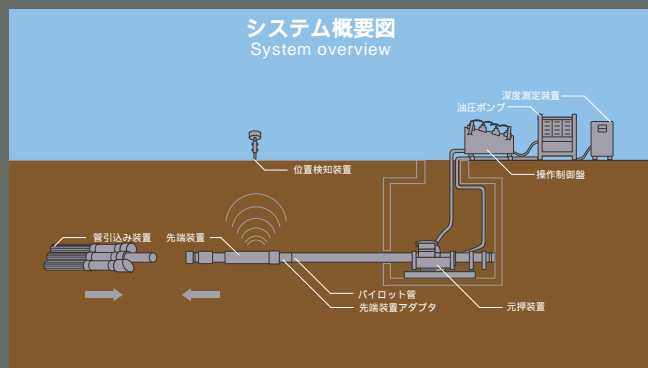 システム概要図
System overview
深度測定装置
油圧ポンプ
位置検知装置
操作制御盤
管引込み装置
先端装置
パイロット管
先端装置アダプタ
元押装置